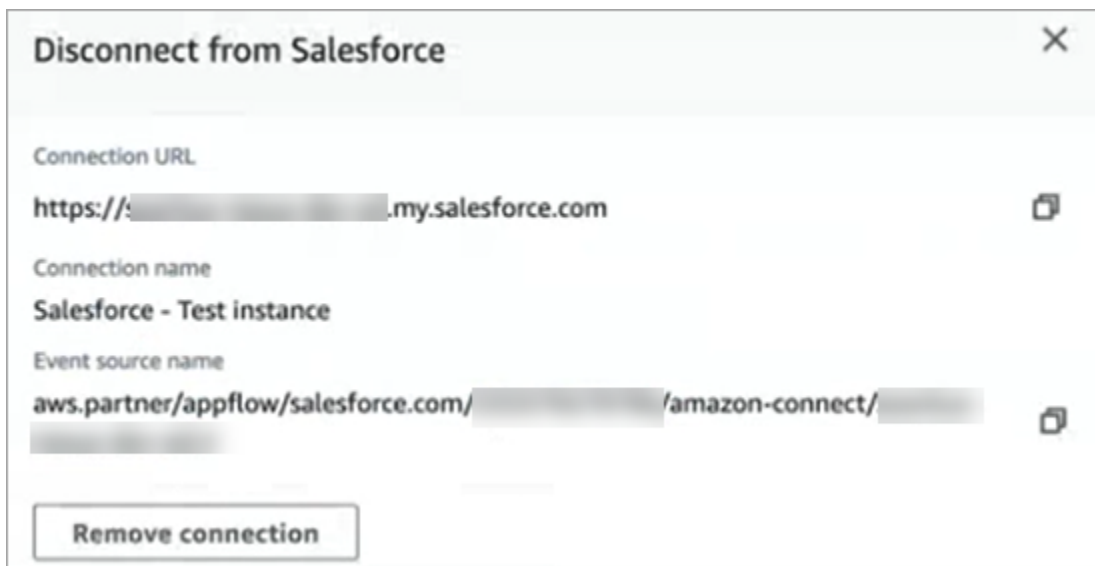 Disconnect from Salesforce
Connection URL
https://s .my.salesforce.com
Connection name
Salesforce - Test instance
Event source name
aws.partner/appflow/salesforce.com/ /amazon-connect/
Remove connection